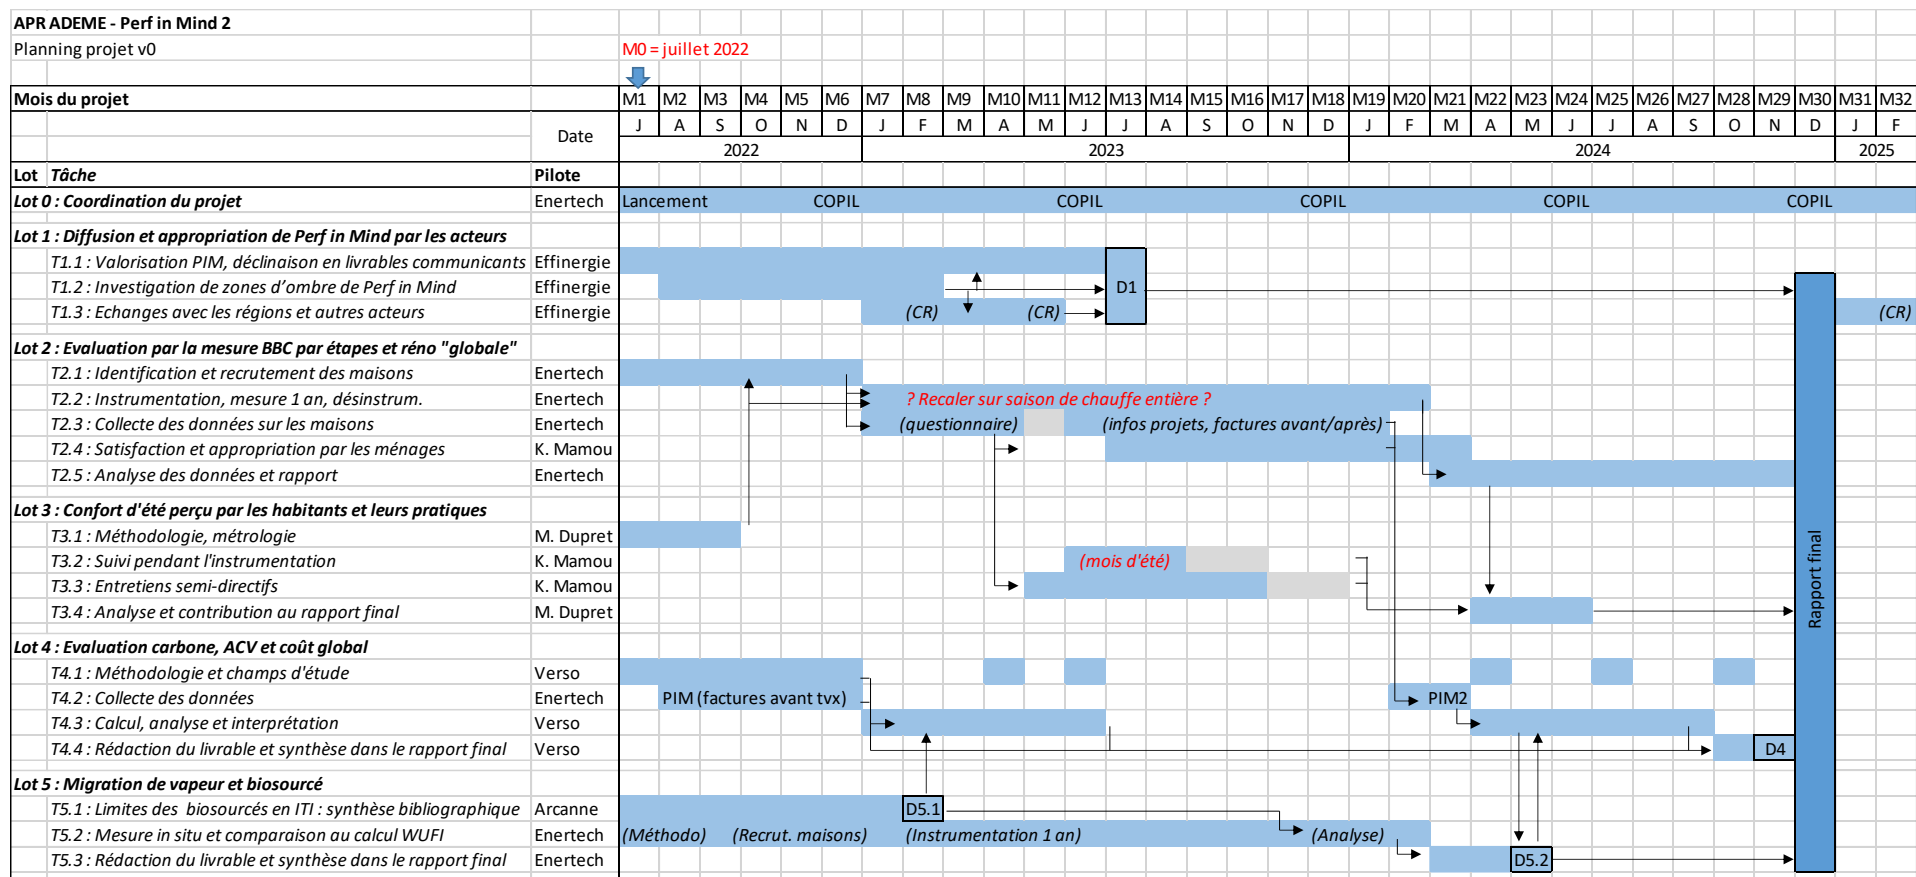 APR ADEME - Perf in Mind 2
Planning projet v0 M0 = juillet 2022
Mois du projet M1 M2 M3 M4 M5 M6 M7 M8 M9 M10 M11 M12 M13 M14 M15 M16 M17 M18 M19 M20 M21 M22 M23 M24 M25 M26 M27 M28 M29 M30 M31 M32
Date J A S O N D J F M A M J J A S O N D J F M A M J J A S O N D J F
2022 2023 2024 2025
Lot Tâche Pilote
Lot 0 : Coordination du projet Enertech Lancement COPIL COPIL COPIL COPIL COPIL
Lot 1 : Diffusion et appropriation de Perf in Mind par les acteurs
T1.1 : Valorisation PIM, déclinaison en livrables communicants Effinergie
T1.2 : Investigation de zones d'ombre de Perf in Mind Effinergie D1
T1.3 : Echanges avec les régions et autres acteurs Effinergie (CR) (CR) (CR)
Lot 2 : Evaluation par la mesure BBC par étapes et réno "globale"
T2.1 : Identification et recrutement des maisons Enertech
T2.2 : Instrumentation, mesure 1 an, désinstrum. Enertech ? Recaler sur saison de chauffe entière ?
T2.3 : Collecte des données sur les maisons Enertech (questionnaire) (infos projets, factures avant/après)
T2.4 : Satisfaction et appropriation par les ménages K. Mamou
T2.5 : Analyse des données et rapport Enertech
Lot 3 : Confort d'été perçu par les habitants et leurs pratiques
T3.1 : Méthodologie, métrologie M. Dupret
T3.2 : Suivi pendant l'instrumentation K. Mamou (mois d'été)
T3.3 : Entretiens semi-directifs K. Mamou
T3.4 : Analyse et contribution au rapport final M. Dupret
Rapport final
Lot 4 : Evaluation carbone, ACV et coût global
T4.1 : Méthodologie et champs d'étude Verso
T4.2 : Collecte des données Enertech PIM (factures avant tvx) PIM2
T4.3 : Calcul, analyse et interprétation Verso
T4.4 : Rédaction du livrable et synthèse dans le rapport final Verso D4
Lot 5 : Migration de vapeur et biosourcé
T5.1 : Limites des biosourcés en ITI : synthèse bibliographique Arcanne D5.1
T5.2 : Mesure in situ et comparaison au calcul WUFI Enertech (Méthodo) (Recrut. maisons) (Instrumentation 1 an) (Analyse)
T5.3 : Rédaction du livrable et synthèse dans le rapport final Enertech D5.2